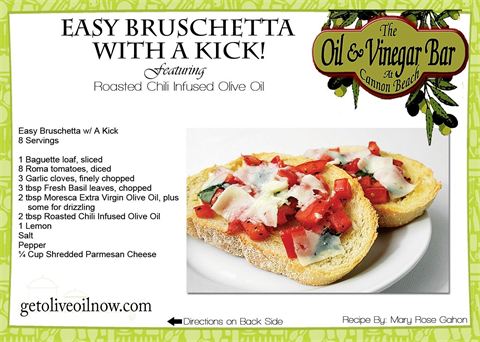 EASY BRUSCHETTA
WITH A KICK!
Featuring
Roasted Chili Infused Olive Oil
The
Oil & Vinegar Bar
At
Cannon Beach
Easy Bruschetta w/ A Kick
8 Servings
1 Baguette loaf, sliced
8 Roma tomatoes, diced
3 Garlic cloves, finely chopped
3 tbsp Fresh Basil leaves, chopped
2 tbsp Moresca Extra Virgin Olive Oil, plus
some for drizzling
2 tbsp Roasted Chili Infused Olive Oil
1 Lemon
Salt
Pepper
¼ Cup Shredded Parmesan Cheese
getoliveoilnow.com
Directions on Back Side
Recipe By: Mary Rose Gahon